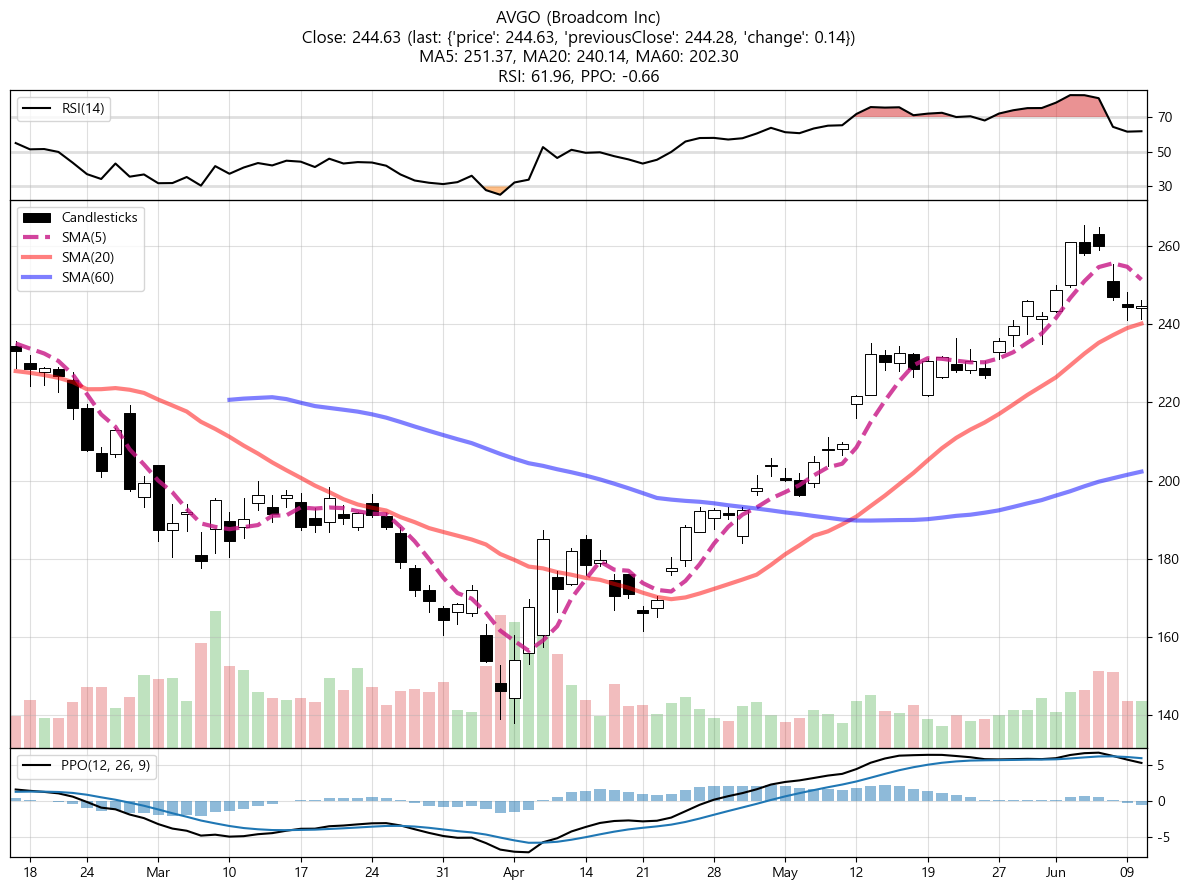 AVGO (Broadcom Inc)
Close: 244.63 (last: {'price': 244.63, 'previousClose': 244.28, 'change': 0.14})
MA5: 251.37, MA20: 240.14, MA60: 202.30
RSI: 61.96, PPO: -0.66
RSI(14)
70
50
30
Candlesticks
SMA(5)
SMA(20)
SMA(60)
260
240
220
200
180
160
140
PPO(12, 26, 9)
5
0
-5
18 24 Mar 10 17 24 31 Apr 14 21 28 May 12 19 27 Jun 09